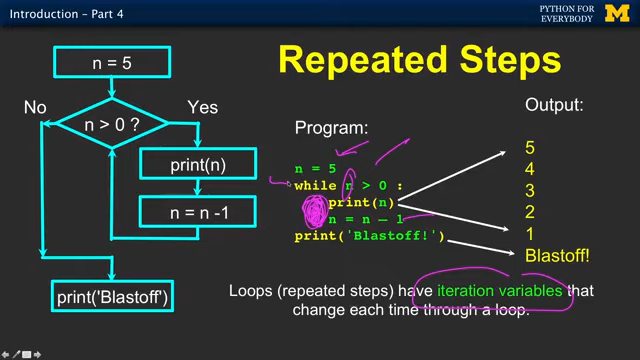 Introduction - Part 4
PYTHON FOR
EVERYBODY
Repeated Steps
n = 5
No
Yes
n > 0 ?
print(n)
n = n -1
print('Blastoff')
Program:
n = 5
while n > 0 :
print(n)
n = n – 1
print('Blastoff!')
Output:
5
4
3
2
1
Blastoff!
Loops (repeated steps) have iteration variables that
change each time through a loop.